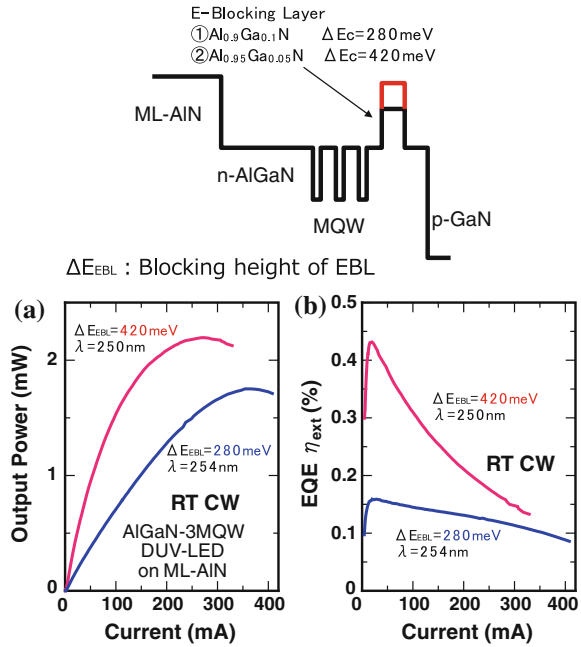 E-Blocking Layer
①Al0.9Ga0.1N ΔEc=280meV
②Al0.95Ga0.05N ΔEc=420meV
ML-AlN
n-AlGaN
MQW
p-GaN
ΔEEBL : Blocking height of EBL
(a)
ΔEEBL=420meV
λ=250nm
ΔEEBL=280meV
λ=254nm
RT CW
AlGaN-3MQW
DUV-LED
on ML-AlN
Output Power (mW)
2
1
0
0 100 200 300 400
Current (mA)
(b)
0.5
0.4
0.3
0.2
0.1
0
EQE ηext (%)
ΔEEBL=420meV
λ=250nm
RT CW
ΔEEBL=280meV
λ=254nm
0 100 200 300 400
Current (mA)